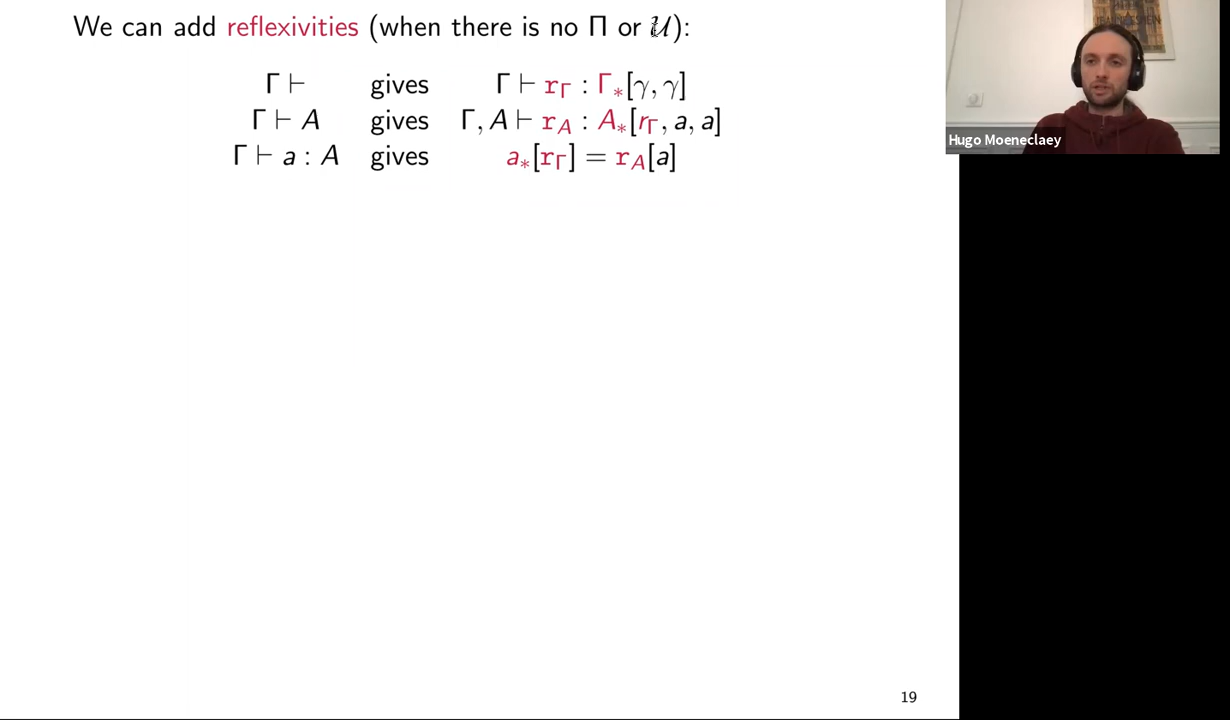 We can add reflexivities (when there is no Π or 𝒰):
Γ ⊢ gives Γ ⊢ r_Γ : Γ_*[γ, γ]
Γ ⊢ A gives Γ, A ⊢ r_A : A_*[r_Γ, a, a]
Γ ⊢ a : A gives a_*[r_Γ] = r_A[a]
Hugo Moeneclaey
19